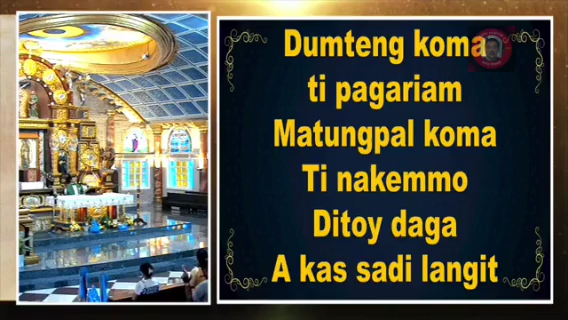 Dumteng koma
ti pagariam
Matungpal koma
Ti nakemmo
Ditoy daga
A kas sadi langit